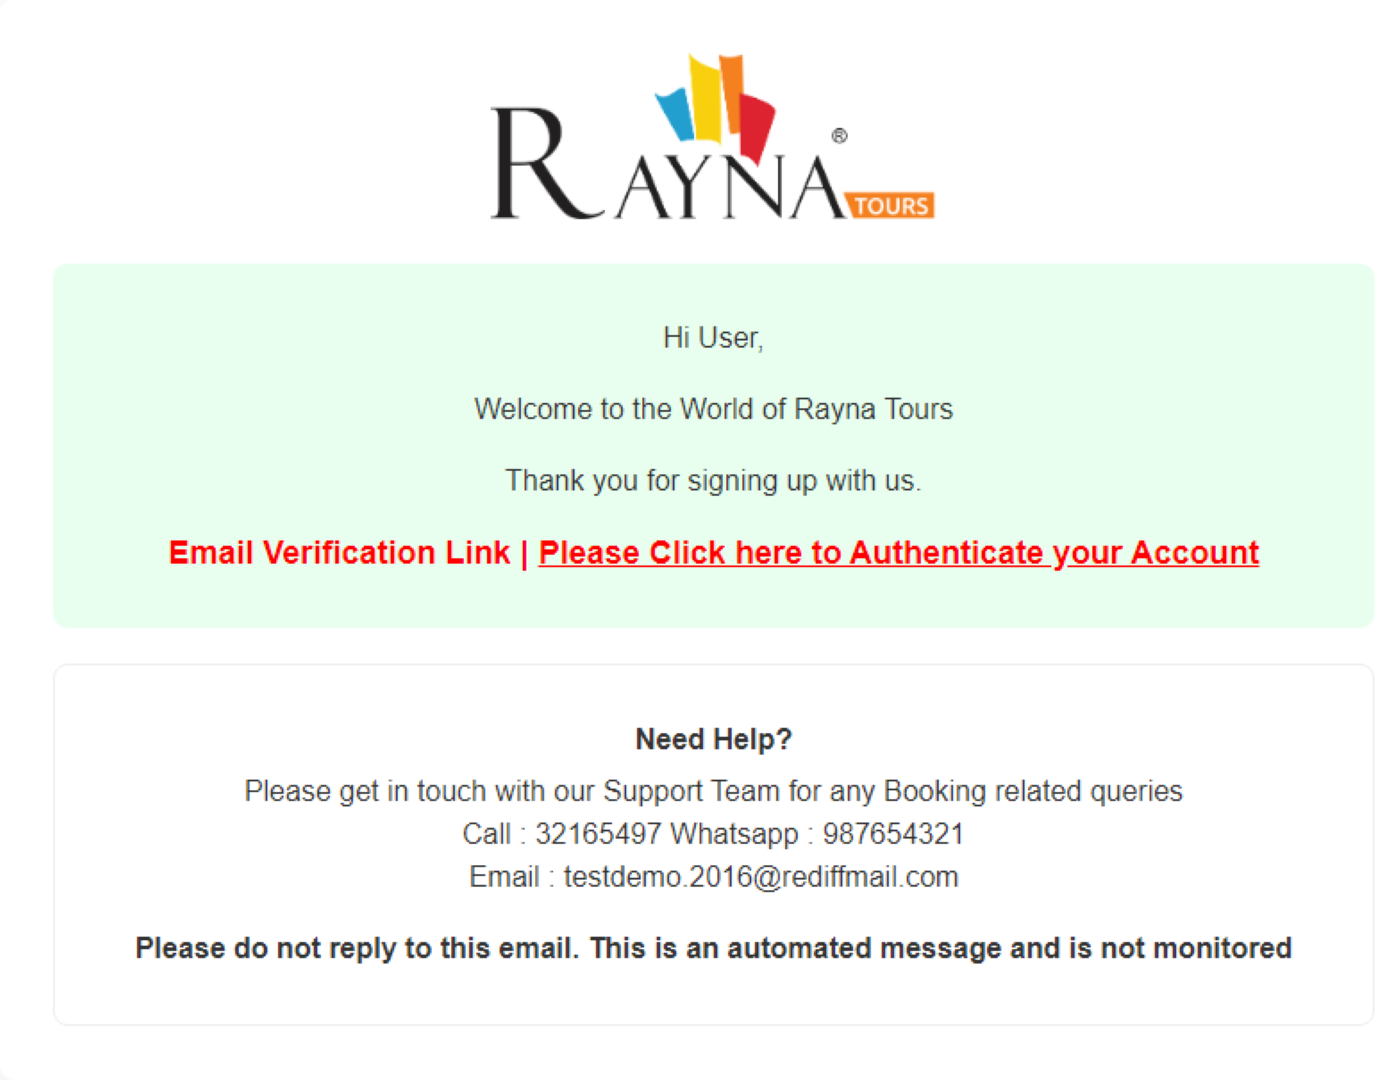 RAYNA®
TOURS
Hi User,
Welcome to the World of Rayna Tours
Thank you for signing up with us.
Email Verification Link | Please Click here to Authenticate your Account
Need Help?
Please get in touch with our Support Team for any Booking related queries
Call : 32165497 Whatsapp : 987654321
Email : testdemo.2016@rediffmail.com
Please do not reply to this email. This is an automated message and is not monitored